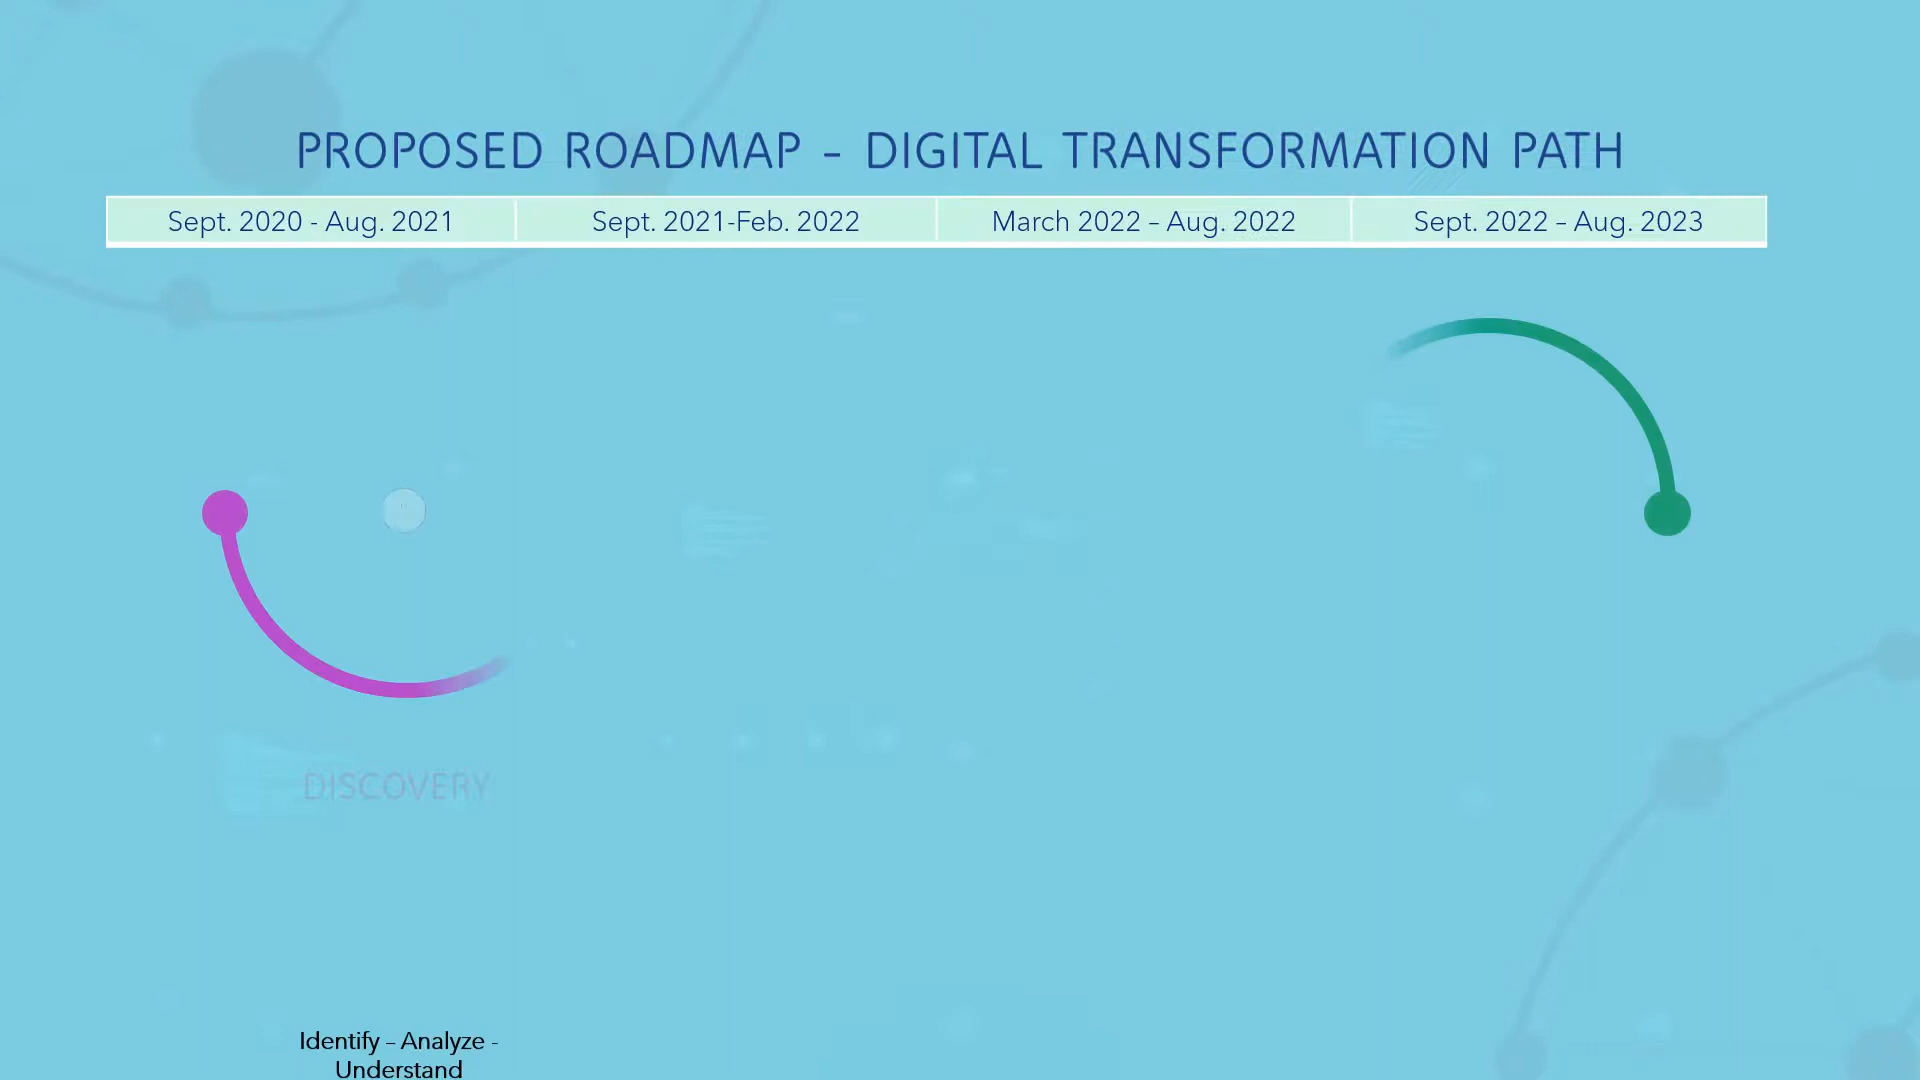 PROPOSED ROADMAP – DIGITAL TRANSFORMATION PATH
Sept. 2020 - Aug. 2021
Sept. 2021-Feb. 2022
March 2022 – Aug. 2022
Sept. 2022 – Aug. 2023
DISCOVERY
Identify – Analyze -
Understand